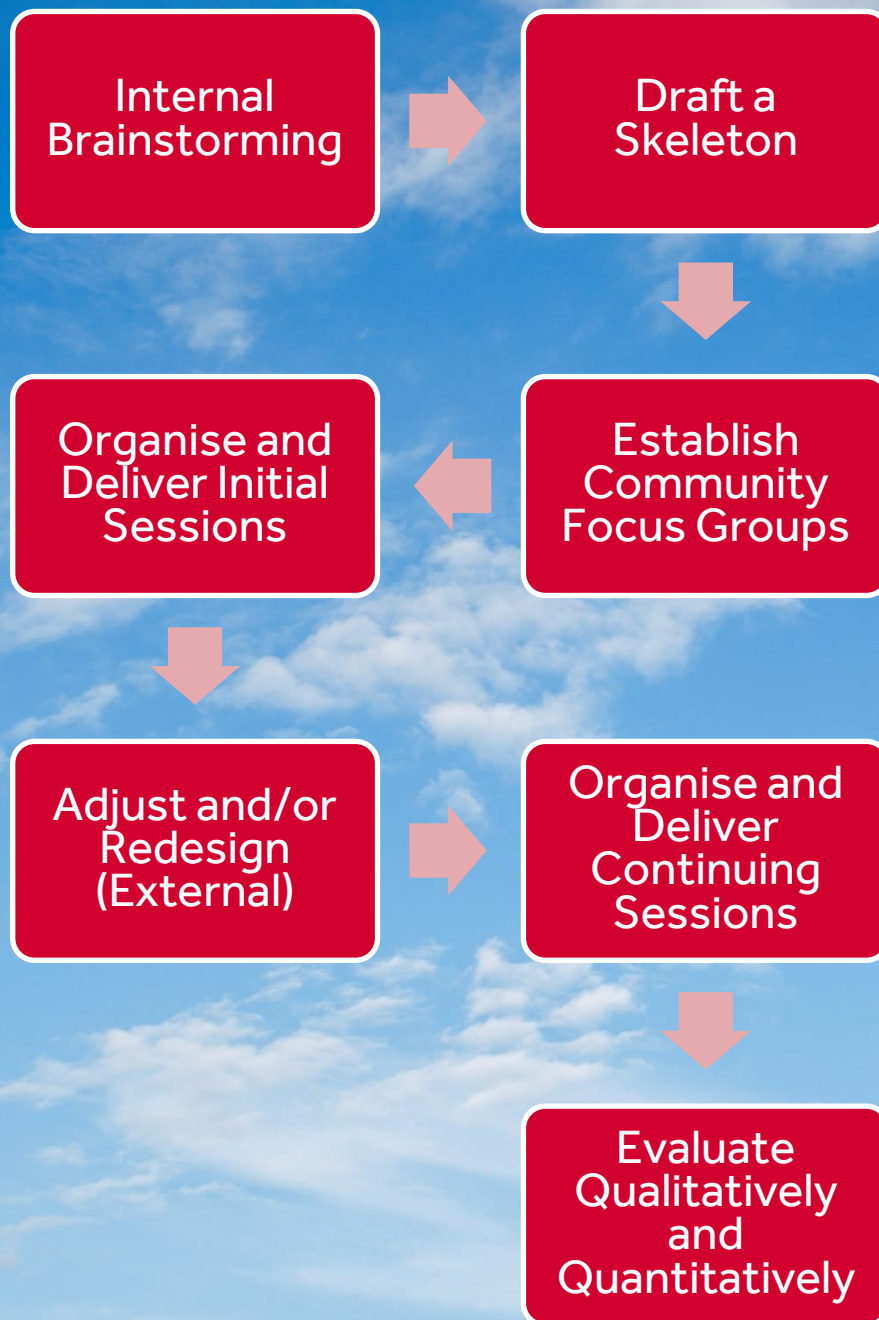 Internal
Brainstorming
Draft a
Skeleton
Establish
Community
Focus Groups
Organise and
Deliver Initial
Sessions
Adjust and/or
Redesign
(External)
Organise and
Deliver
Continuing
Sessions
Evaluate
Qualitatively
and
Quantitatively